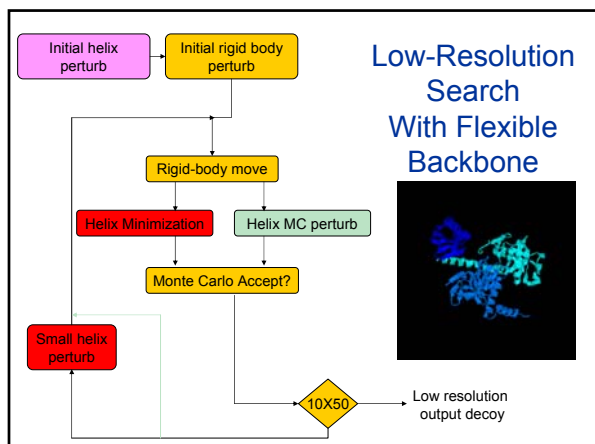 Initial helix
perturb
Initial rigid body
perturb
Low-Resolution
Search
With Flexible
Backbone
Rigid-body move
Helix Minimization
Helix MC perturb
Monte Carlo Accept?
Small helix
perturb
10X50
Low resolution
output decoy